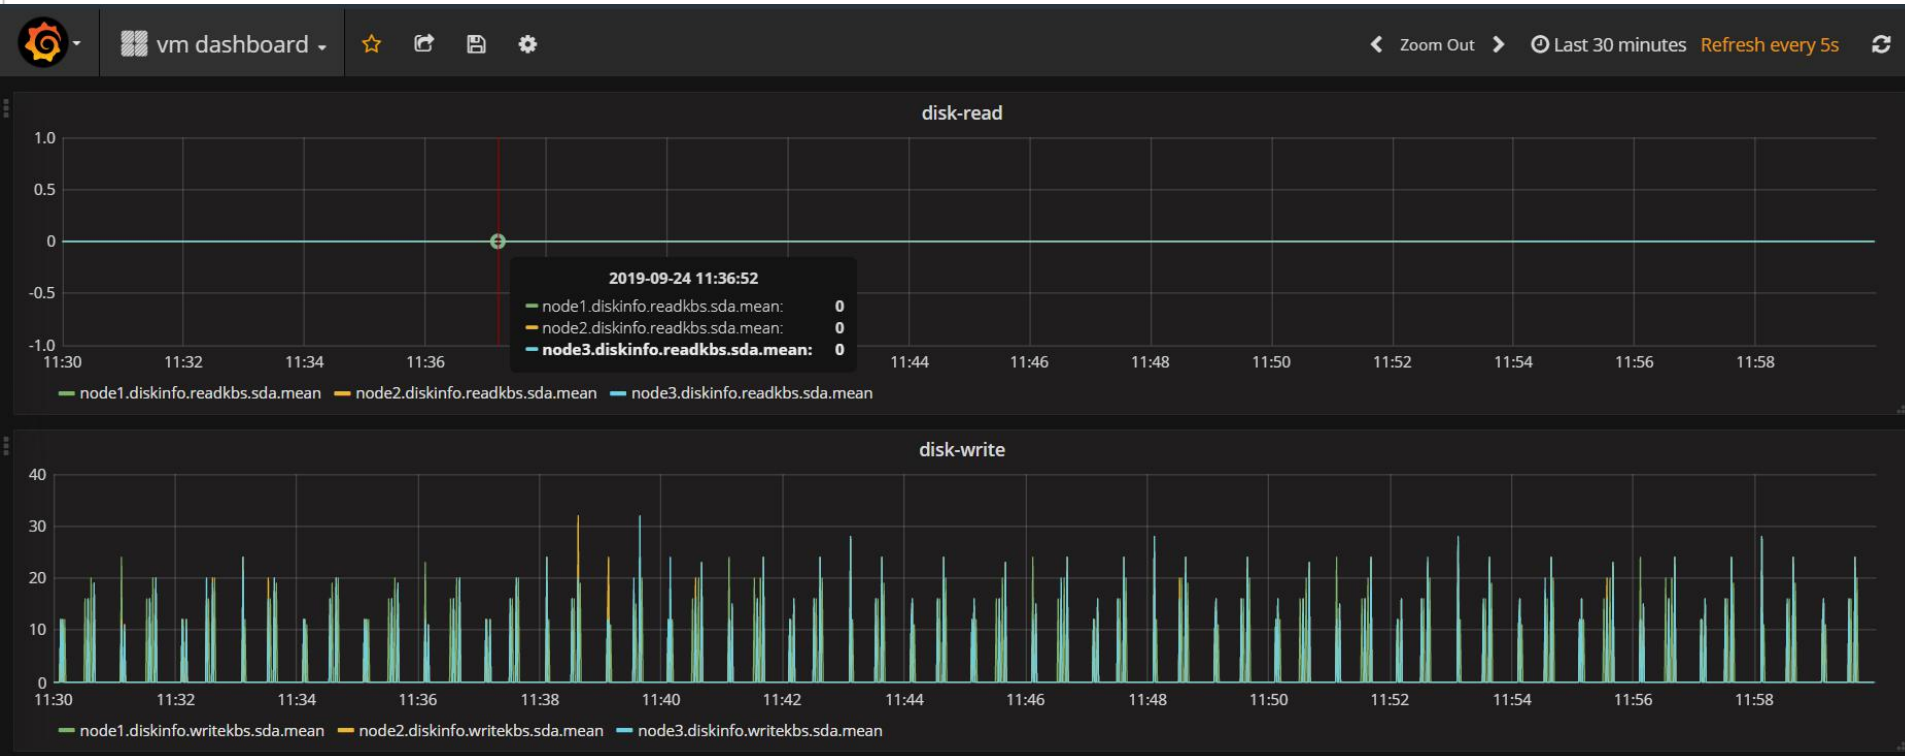 vm dashboard
Zoom Out
Last 30 minutes Refresh every 5s
disk-read
1.0
0.5
0
-0.5
-1.0
11:30 11:32 11:34 11:36 11:44 11:46 11:48 11:50 11:52 11:54 11:56 11:58
2019-09-24 11:36:52
node1.diskinfo.readkbs.sda.mean: 0
node2.diskinfo.readkbs.sda.mean: 0
node3.diskinfo.readkbs.sda.mean: 0
node1.diskinfo.readkbs.sda.mean node2.diskinfo.readkbs.sda.mean node3.diskinfo.readkbs.sda.mean
disk-write
40
30
20
10
0
11:30 11:32 11:34 11:36 11:38 11:40 11:42 11:44 11:46 11:48 11:50 11:52 11:54 11:56 11:58
node1.diskinfo.writekbs.sda.mean node2.diskinfo.writekbs.sda.mean node3.diskinfo.writekbs.sda.mean